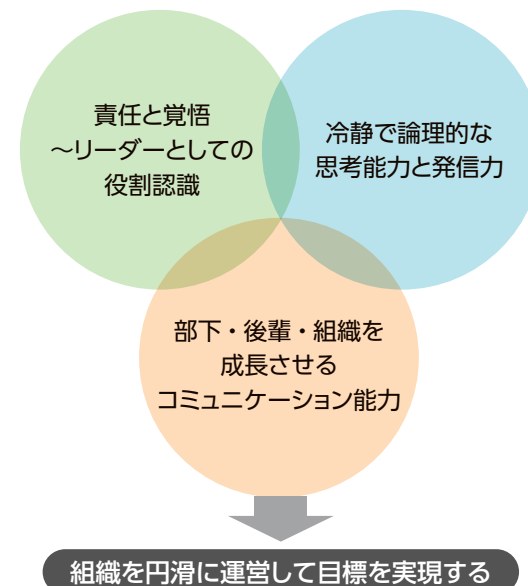 責任と覚悟
～リーダーとしての
役割認識
冷静で論理的な
思考能力と発信力
部下・後輩・組織を
成長させる
コミュニケーション能力
組織を円滑に運営して目標を実現する